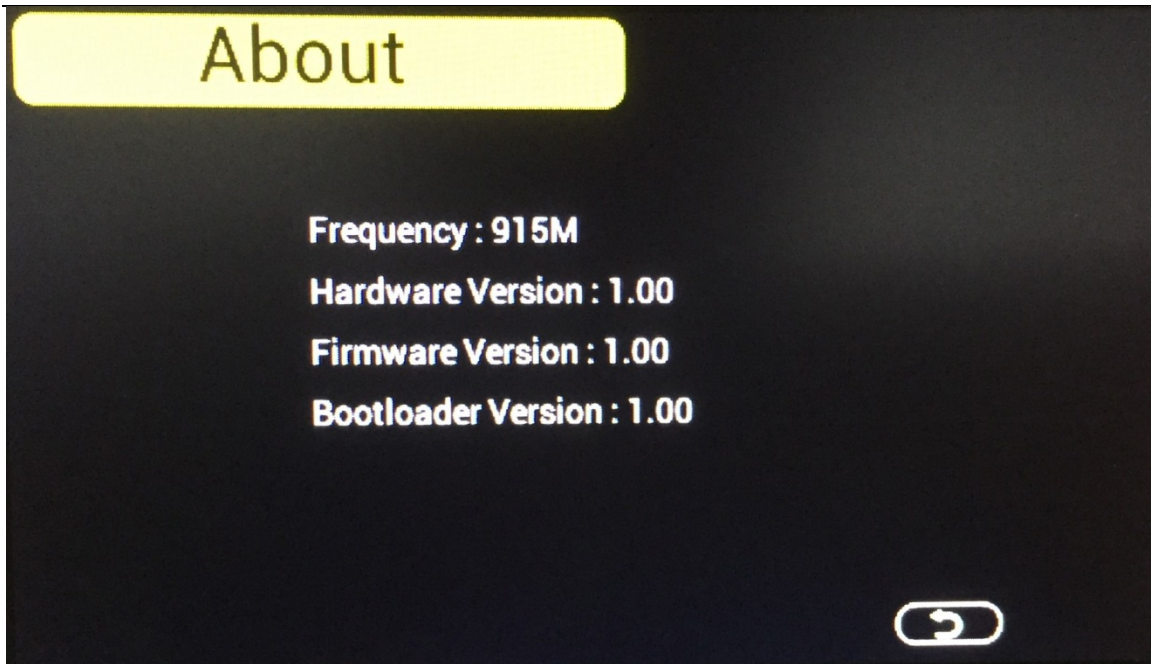 About
Frequency : 915M
Hardware Version : 1.00
Firmware Version : 1.00
Bootloader Version : 1.00